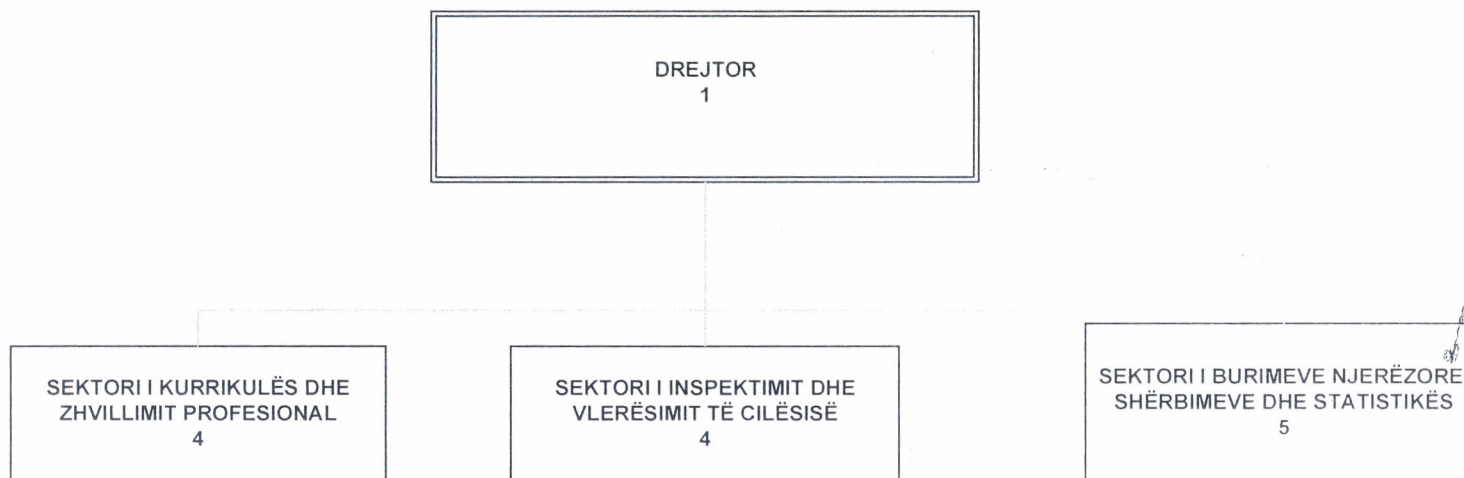 DREJTOR
1
SEKTORI I KURRIKULËS DHE
ZHVILLIMIT PROFESIONAL
4
SEKTORI I INSPEKTIMIT DHE
VLERËSIMIT TË CILËSISË
4
SEKTORI I BURIMEVE NJERËZORE
SHËRBIMEVE DHE STATISTIKËS
5